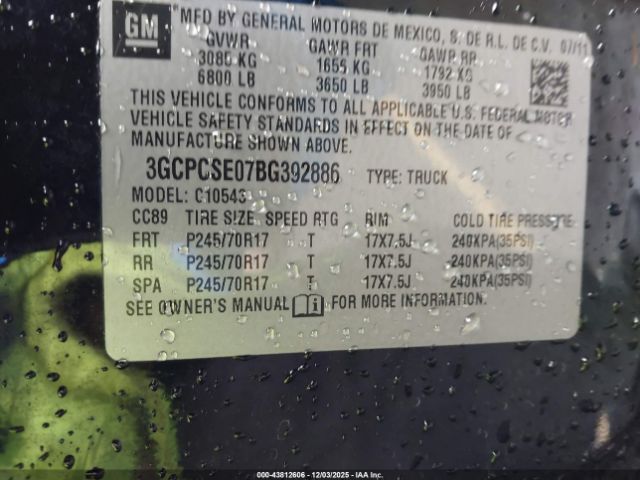 GM
*MFD BY GENERAL MOTORS DE MEXICO, S. DE R.L. DE C.V. 07/11
GVWR GAWR FRT GAWR RR
3085 KG 1655 KG 1792 KG
6800 LB 3650 LB 3950 LB
THIS VEHICLE CONFORMS TO ALL APPLICABLE U.S. FEDERAL MOTOR
VEHICLE SAFETY STANDARDS IN EFFECT ON THE DATE OF
MANUFACTURE SHOWN ABOVE.
3GCPCSE07BG392886 TYPE: TRUCK
MODEL: C10543
CC89 TIRE SIZE SPEED RTG RIM COLD TIRE PRESSURE
FRT P245/70R17 T 17X7.5J 240KPA(35PSI)
RR P245/70R17 T 17X7.5J 240KPA(35PSI)
SPA P245/70R17 T 17X7.5J 240KPA(35PSI)
SEE OWNER'S MANUAL FOR MORE INFORMATION.
000-43812606 - 12/03/2025 - IAAI.COM